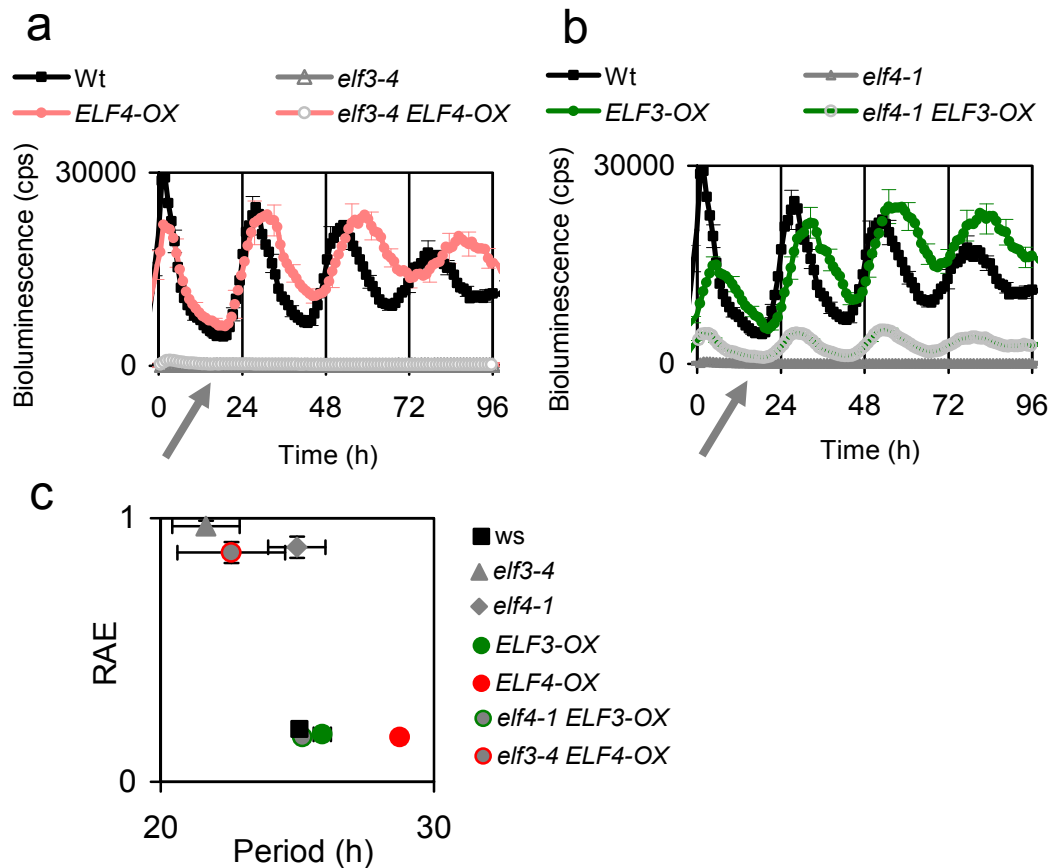 a
Wt
elf3-4
ELF4-OX
elf3-4 ELF4-OX
Bioluminescence (cps)
30000
0
0 24 48 72 96
Time (h)
b
Wt
elf4-1
ELF3-OX
elf4-1 ELF3-OX
Bioluminescence (cps)
30000
0
0 24 48 72 96
Time (h)
c
RAE
1
0
20 30
Period (h)
ws
elf3-4
elf4-1
ELF3-OX
ELF4-OX
elf4-1 ELF3-OX
elf3-4 ELF4-OX